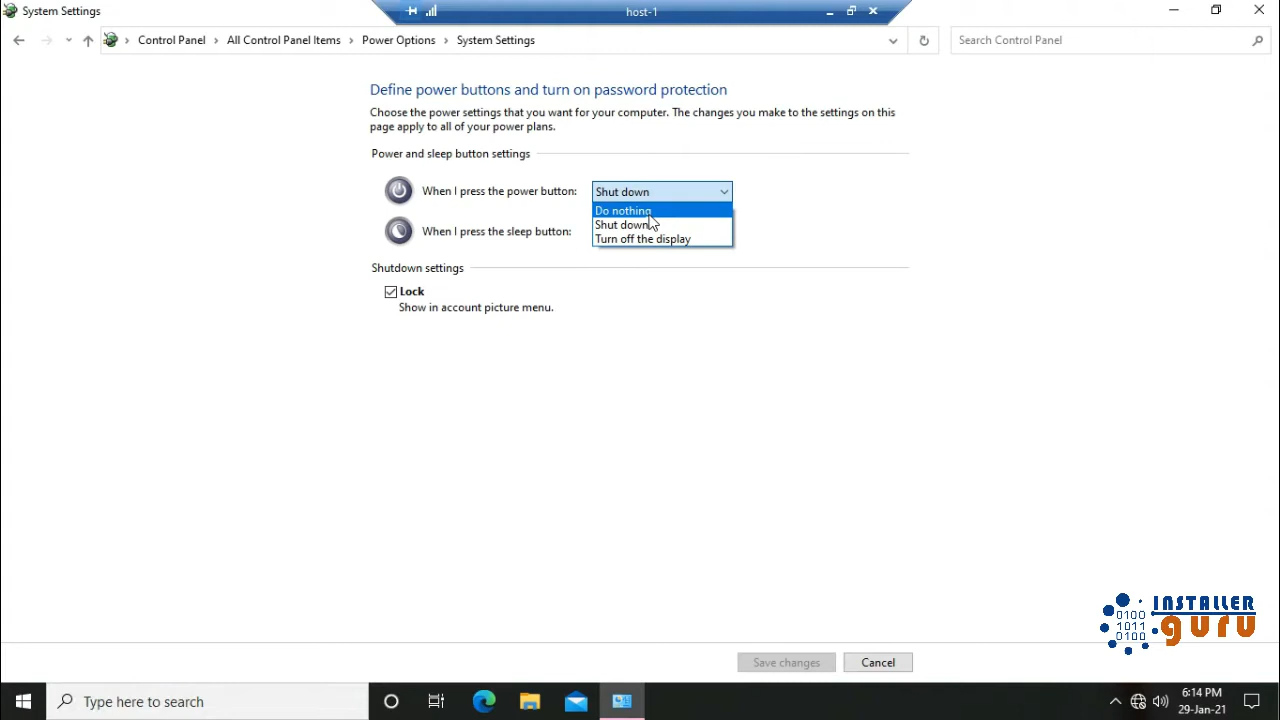 System Settings
host-1
Control Panel > All Control Panel Items > Power Options > System Settings
Search Control Panel
Define power buttons and turn on password protection
Choose the power settings that you want for your computer. The changes you make to the settings on this
page apply to all of your power plans.
Power and sleep button settings
When I press the power button:
Shut down
Do nothing
Shut down
Turn off the display
When I press the sleep button:
Shutdown settings
Lock
Show in account picture menu.
INSTALLER
guru
0100
1011
0100
Save changes
Cancel
Type here to search
6:14 PM
29-Jan-21